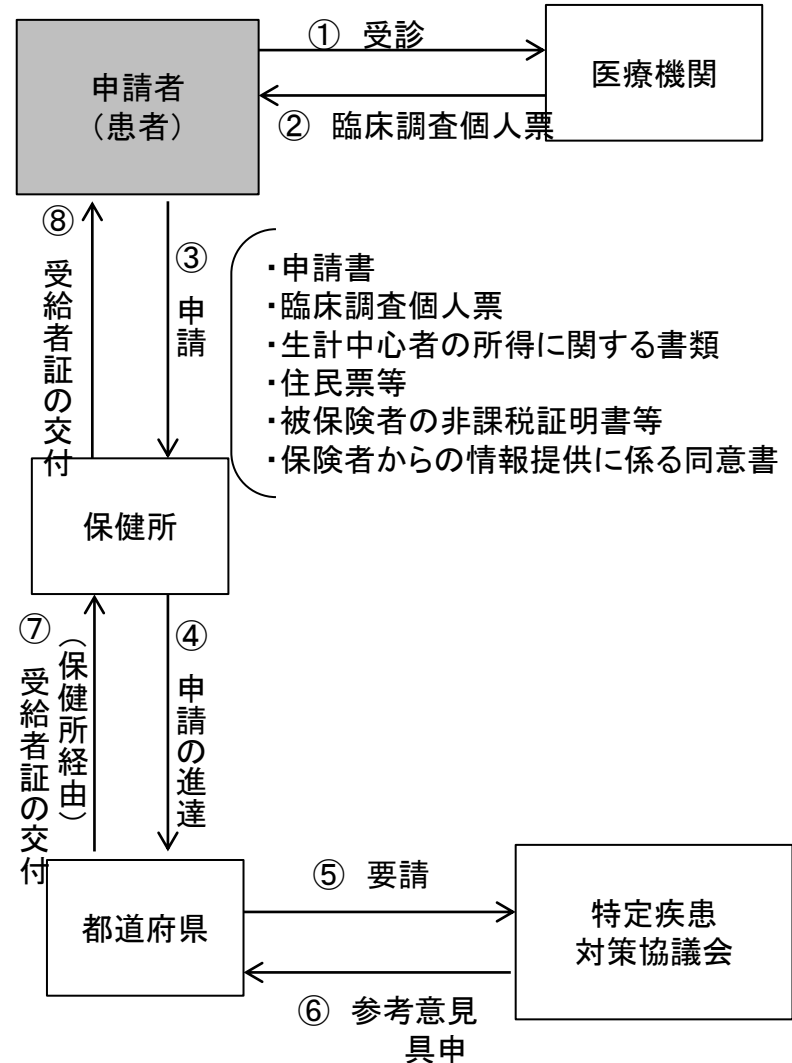 ① 受診
申請者
（患者）
医療機関
② 臨床調査個人票
⑧ 受給者証の交付
③ 申請
・申請書
・臨床調査個人票
・生計中心者の所得に関する書類
・住民票等
・被保険者の非課税証明書等
・保険者からの情報提供に係る同意書
保健所
⑦ 受給者証の交付
（保健所経由）
④ 申請の進達
都道府県
⑤ 要請
特定疾患
対策協議会
⑥ 参考意見
具申